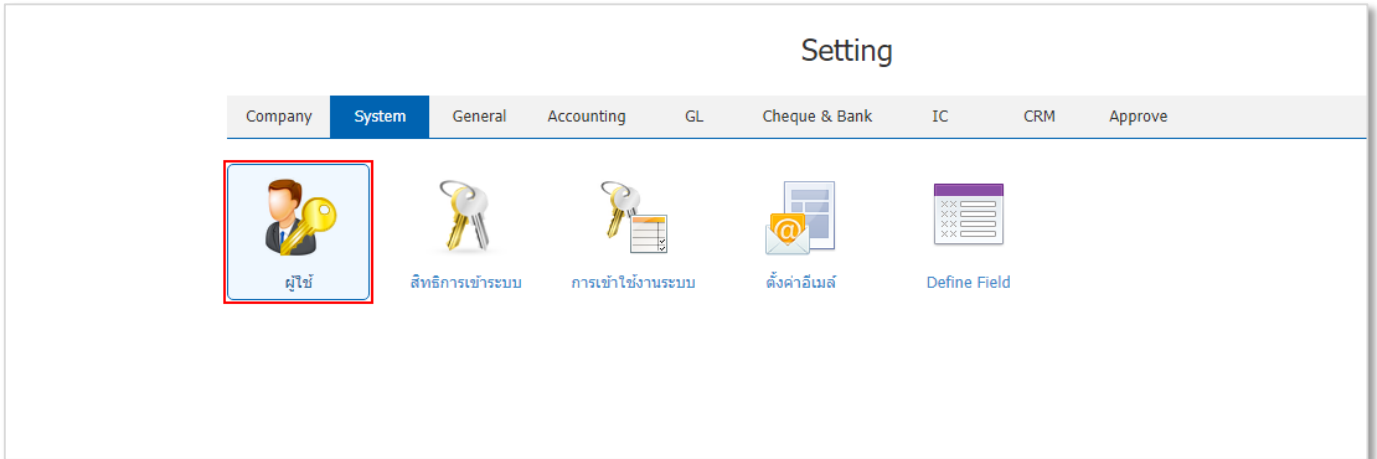 Setting
Company System General Accounting GL Cheque & Bank IC CRM Approve
ผู้ใช้ สิทธิการเข้าระบบ การเข้าใช้งานระบบ ตั้งค่าอีเมล์ Define Field